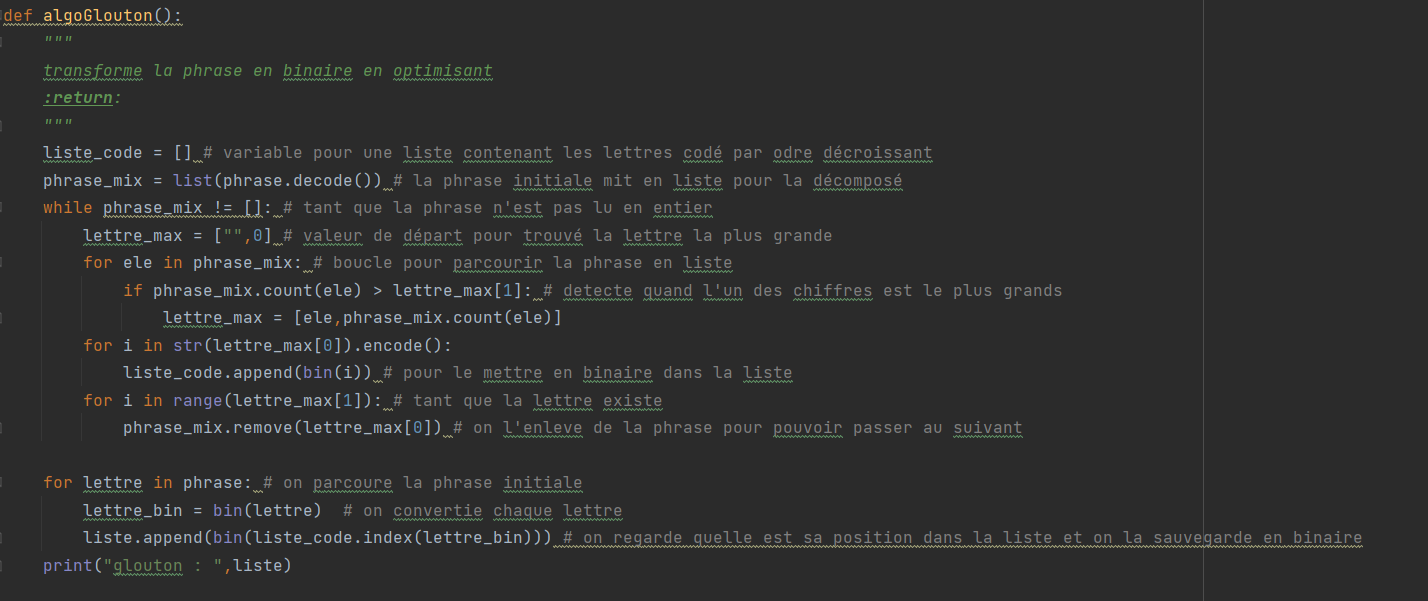 def algoGlouton():
"""
transforme la phrase en binaire en optimisant
:return:
"""
liste_code = [] # variable pour une liste contenant les lettres codé par odre décroissant
phrase_mix = list(phrase.decode()) # la phrase initiale mit en liste pour la décomposé
while phrase_mix != []: # tant que la phrase n'est pas lu en entier
lettre_max = ["",0] # valeur de départ pour trouvé la lettre la plus grande
for ele in phrase_mix: # boucle pour parcourir la phrase en liste
if phrase_mix.count(ele) > lettre_max[1]: # detecte quand l'un des chiffres est le plus grands
lettre_max = [ele,phrase_mix.count(ele)]
for i in str(lettre_max[0]).encode():
liste_code.append(bin(i)) # pour le mettre en binaire dans la liste
for i in range(lettre_max[1]): # tant que la lettre existe
phrase_mix.remove(lettre_max[0]) # on l'enleve de la phrase pour pouvoir passer au suivant
for lettre in phrase: # on parcoure la phrase initiale
lettre_bin = bin(lettre)  # on convertie chaque lettre
liste.append(bin(liste_code.index(lettre_bin))) # on regarde quelle est sa position dans la liste et on la sauvegarde en binaire
print("glouton : ",liste)